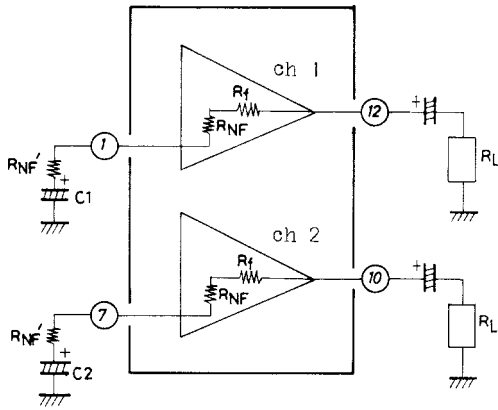 ch 1
Rf
RNF
1
12
+
RNF'
+
C1
RL
ch 2
Rf
RNF
7
10
+
RNF'
+
C2
RL